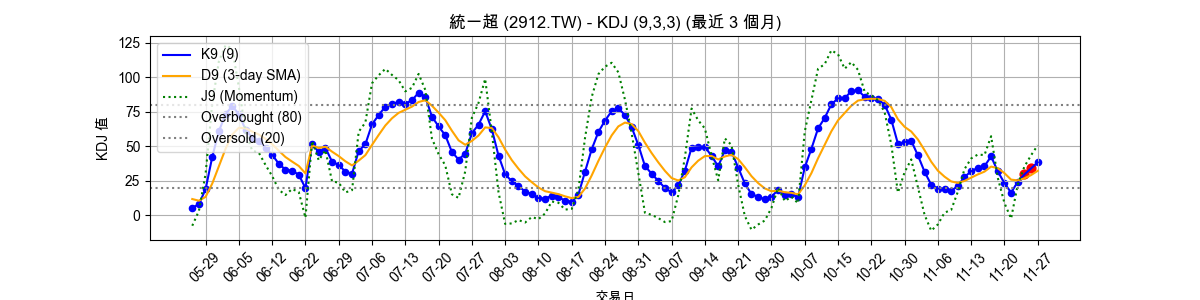 統一超 (2912.TW) - KDJ (9,3,3) (最近 3 個月)
KDJ 值
125
100
75
50
25
0
K9 (9)
D9 (3-day SMA)
J9 (Momentum)
Overbought (80)
Oversold (20)
05-29 06-05 06-12 06-22 06-29 07-06 07-13 07-20 07-27 08-03 08-10 08-17 08-24 08-31 09-07 09-14 09-21 09-30 10-07 10-15 10-22 10-30 11-06 11-13 11-20 11-27
交易日